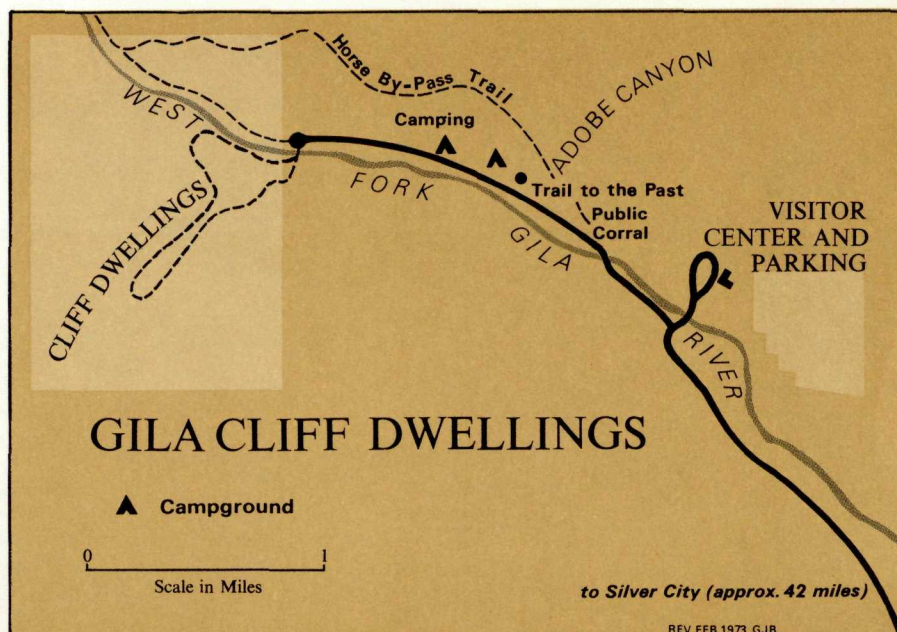 Horse By-Pass Trail
ADOBE CANYON
Camping
WEST
FORK
GILA
RIVER
Trail to the Past
Public
Corral
VISITOR
CENTER AND
PARKING
CLIFF DWELLINGS
GILA CLIFF DWELLINGS
Campground
0 1
Scale in Miles
to Silver City (approx. 42 miles)
REV FEB 1973 GJB